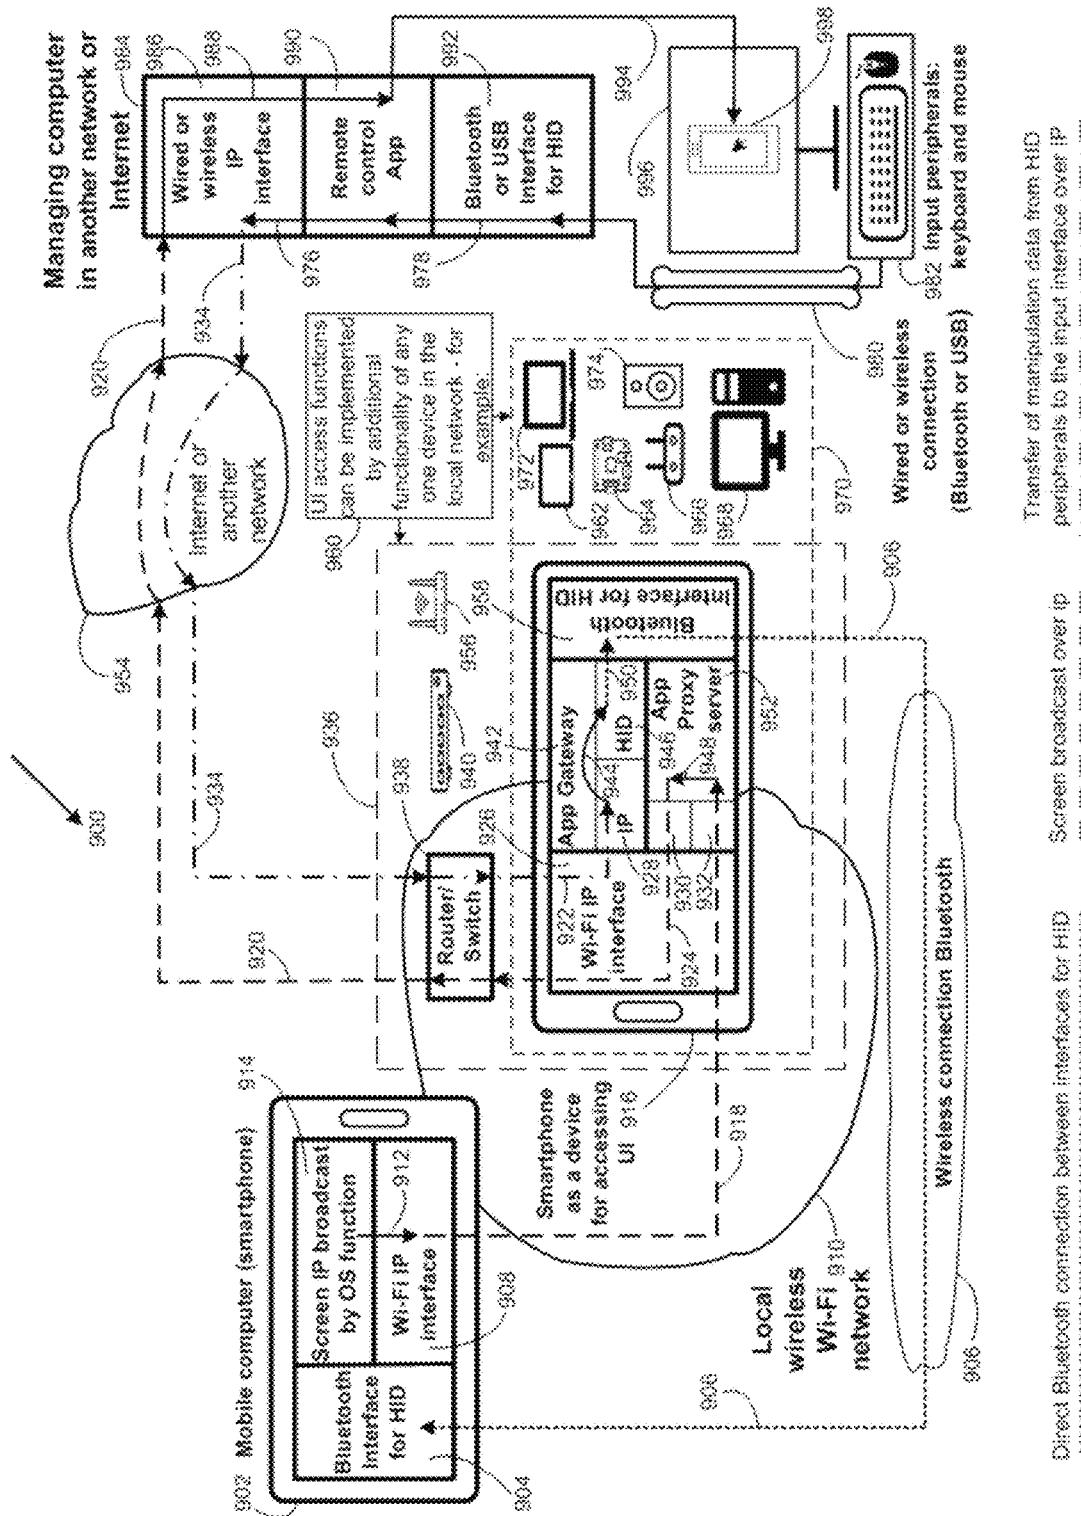 900
902 Mobile computer (smartphone)
914
Screen IP broadcast
by OS function
Bluetooth
Interface
for HID
Wi-Fi IP
Interface
912
904
908
906
Local
wireless
Wi-Fi 910
network
Smartphone
as a device
for accessing
UI 916
918
906
Wireless connection Bluetooth
906
920
934
936
938
Router/
Switch
940
956
926
942
958
922
Wi-Fi IP
interface
924
App Gateway
IP
944
HID
950
928
930
932
946
948
App
Proxy
server
952
Bluetooth
Interface for HID
954
Internet or
another
network
920
934
960
UI access functions
can be implemented
by additional
functionality of any
one device in the
local network - for
example:
962
972
964
974
966
968
970
Managing computer
in another network or
Internet
984
986
988
990
992
Wired or
wireless
IP
interface
Remote
control
App
Bluetooth
or USB
Interface
for HID
976
978
994
996
998
980
Wired or wireless
connection
(Bluetooth or USB)
982 Input peripherals:
keyboard and mouse
Direct Bluetooth connection between interfaces for HID
Screen broadcast over ip
Transfer of manipulation data from HID
peripherals to the input interface over IP